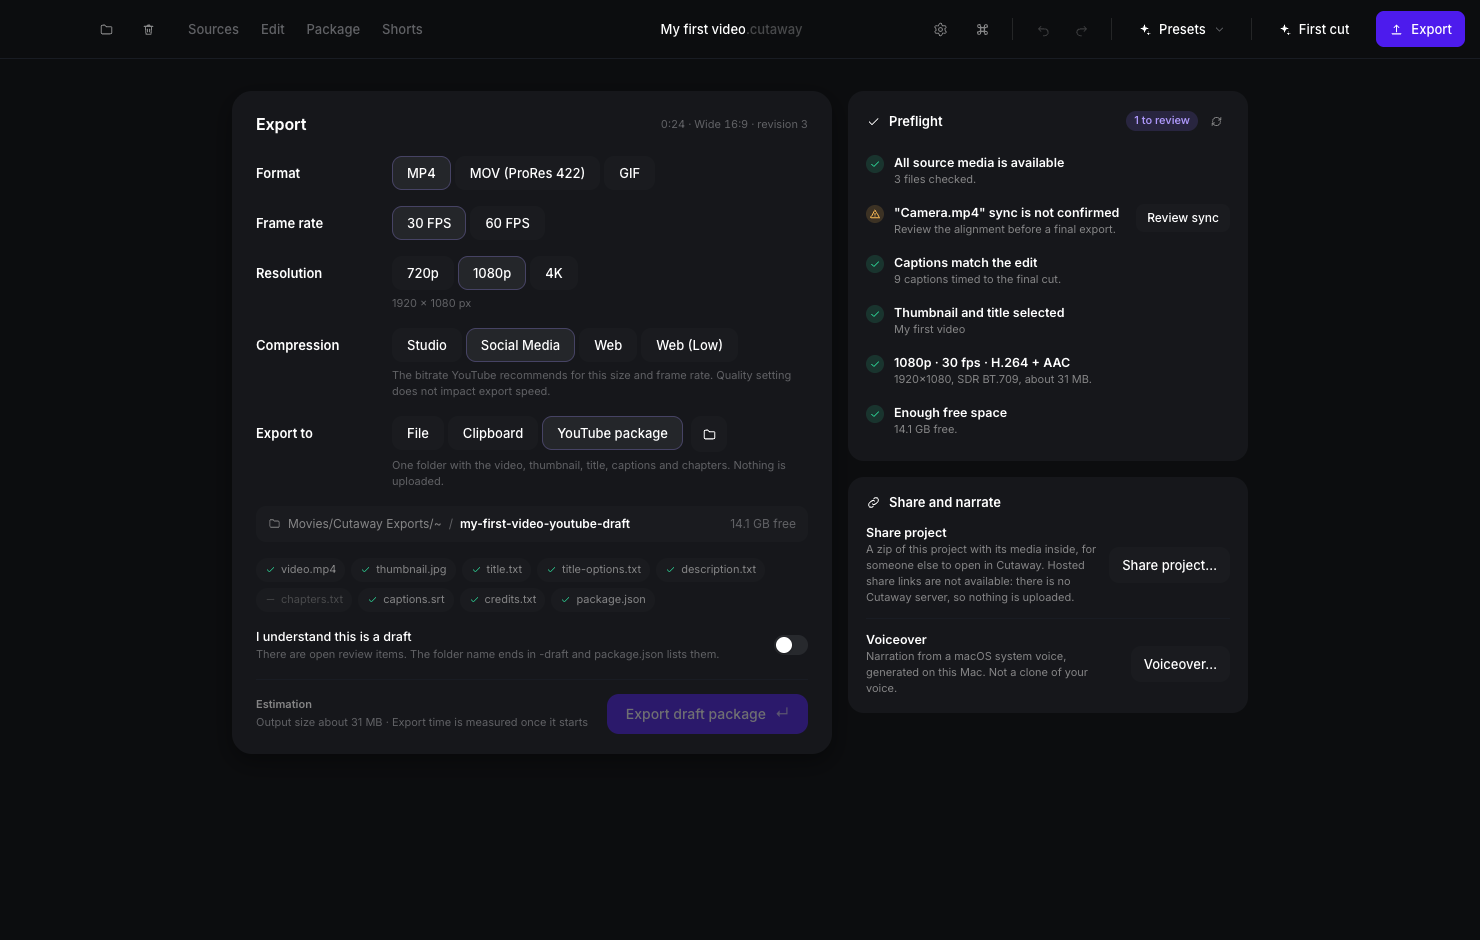 Sources Edit Package Shorts
My first video.cutaway
Presets
First cut
Export
Export
0:24 · Wide 16:9 · revision 3
Format
MP4 MOV (ProRes 422) GIF
Frame rate
30 FPS 60 FPS
Resolution
720p 1080p 4K
1920 × 1080 px
Compression
Studio Social Media Web Web (Low)
The bitrate YouTube recommends for this size and frame rate. Quality setting
does not impact export speed.
Export to
File Clipboard YouTube package
One folder with the video, thumbnail, title, captions and chapters. Nothing is
uploaded.
Movies/Cutaway Exports/~ / my-first-video-youtube-draft
14.1 GB free
video.mp4 thumbnail.jpg title.txt title-options.txt description.txt
chapters.txt captions.srt credits.txt package.json
I understand this is a draft
There are open review items. The folder name ends in -draft and package.json lists them.
Estimation
Output size about 31 MB · Export time is measured once it starts
Export draft package
Preflight
1 to review
All source media is available
3 files checked.
"Camera.mp4" sync is not confirmed
Review the alignment before a final export.
Review sync
Captions match the edit
9 captions timed to the final cut.
Thumbnail and title selected
My first video
1080p · 30 fps · H.264 + AAC
1920×1080, SDR BT.709, about 31 MB.
Enough free space
14.1 GB free.
Share and narrate
Share project
A zip of this project with its media inside, for
someone else to open in Cutaway. Hosted
share links are not available: there is no
Cutaway server, so nothing is uploaded.
Share project...
Voiceover
Narration from a macOS system voice,
generated on this Mac. Not a clone of your
voice.
Voiceover...